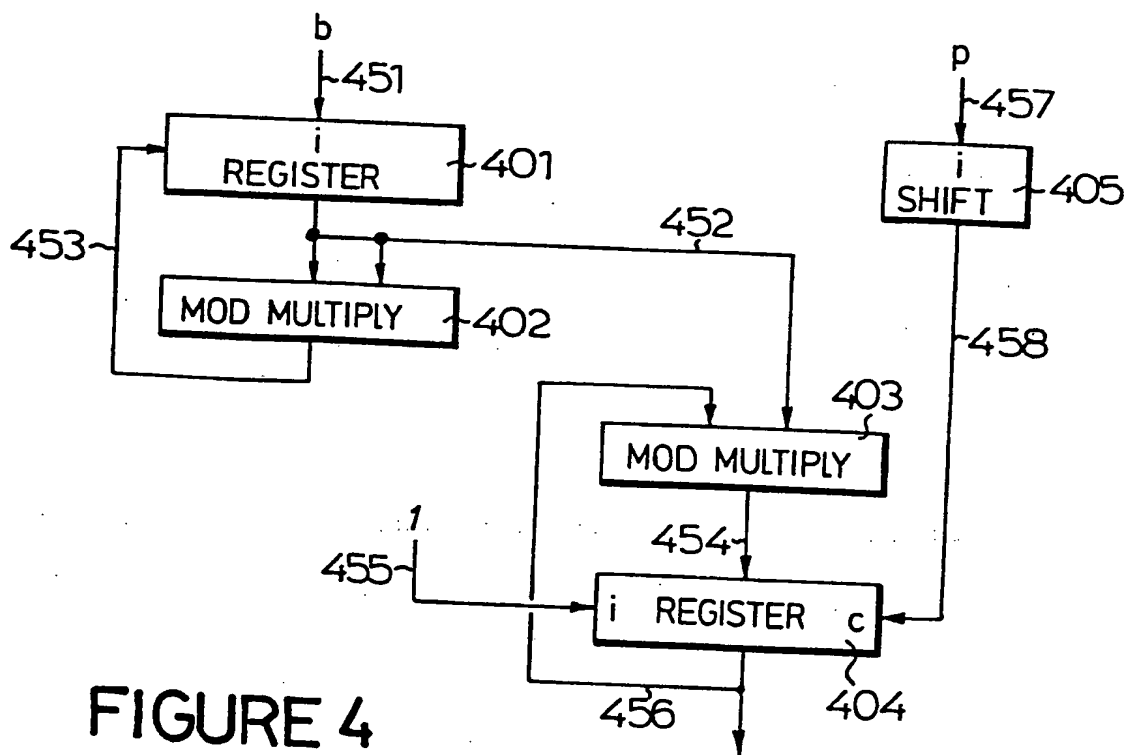 b
451
p
457
i
REGISTER
401
i
SHIFT
405
453
452
MOD MULTIPLY
402
458
403
MOD MULTIPLY
1
454
455
i REGISTER c
456
404
FIGURE 4